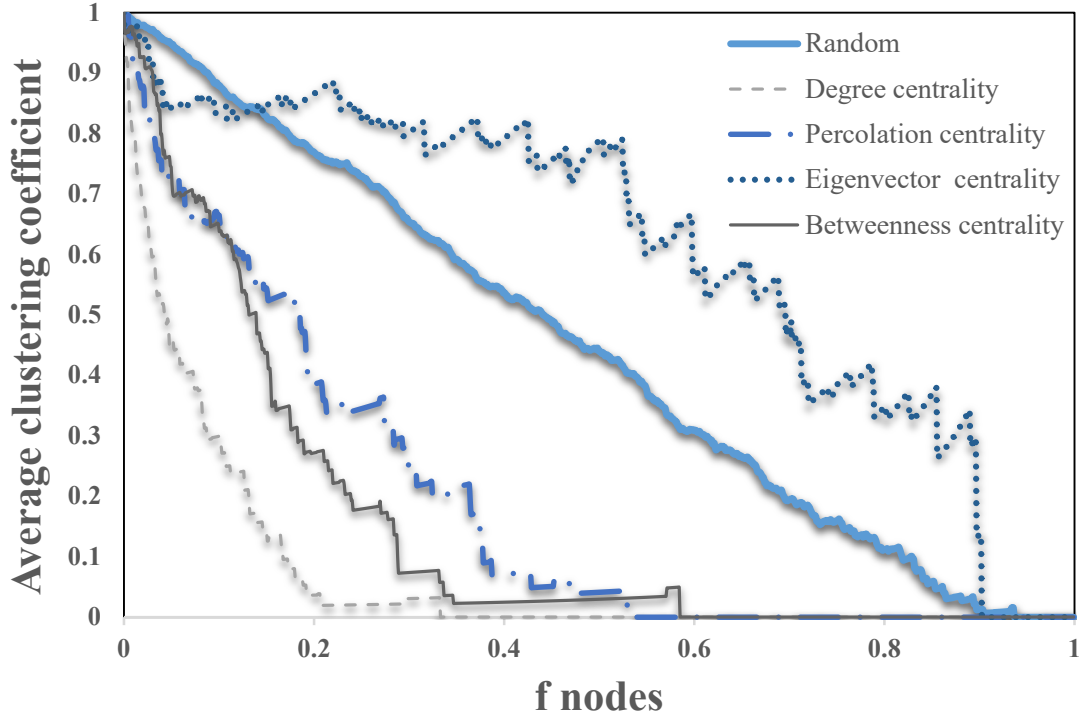 Average clustering coefficient
1
0.9
0.8
0.7
0.6
0.5
0.4
0.3
0.2
0.1
0
Random
Degree centrality
Percolation centrality
Eigenvector centrality
Betweenness centrality
0 0.2 0.4 0.6 0.8 1
f nodes